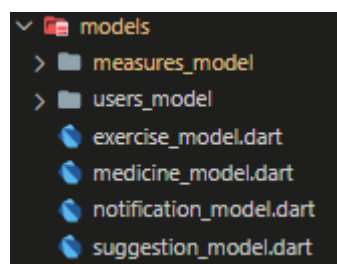 models
measures_model
users_model
exercise_model.dart
medicine_model.dart
notification_model.dart
suggestion_model.dart